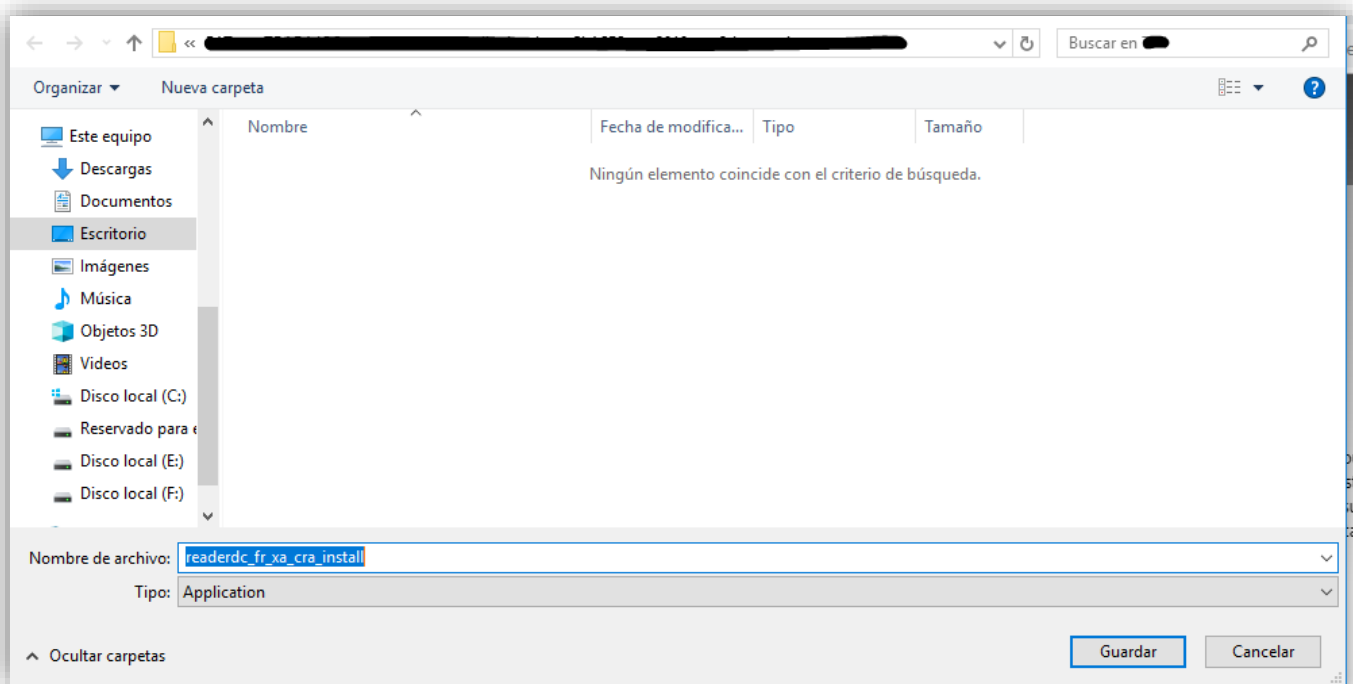 «
Buscar en
Organizar
Nueva carpeta
Este equipo
Descargas
Documentos
Escritorio
Imágenes
Música
Objetos 3D
Videos
Disco local (C:)
Reservado para e
Disco local (E:)
Disco local (F:)
Nombre
Fecha de modifica...
Tipo
Tamaño
Ningún elemento coincide con el criterio de búsqueda.
Nombre de archivo: readerdc_fr_xa_cra_install
Tipo: Application
Ocultar carpetas
Guardar
Cancelar